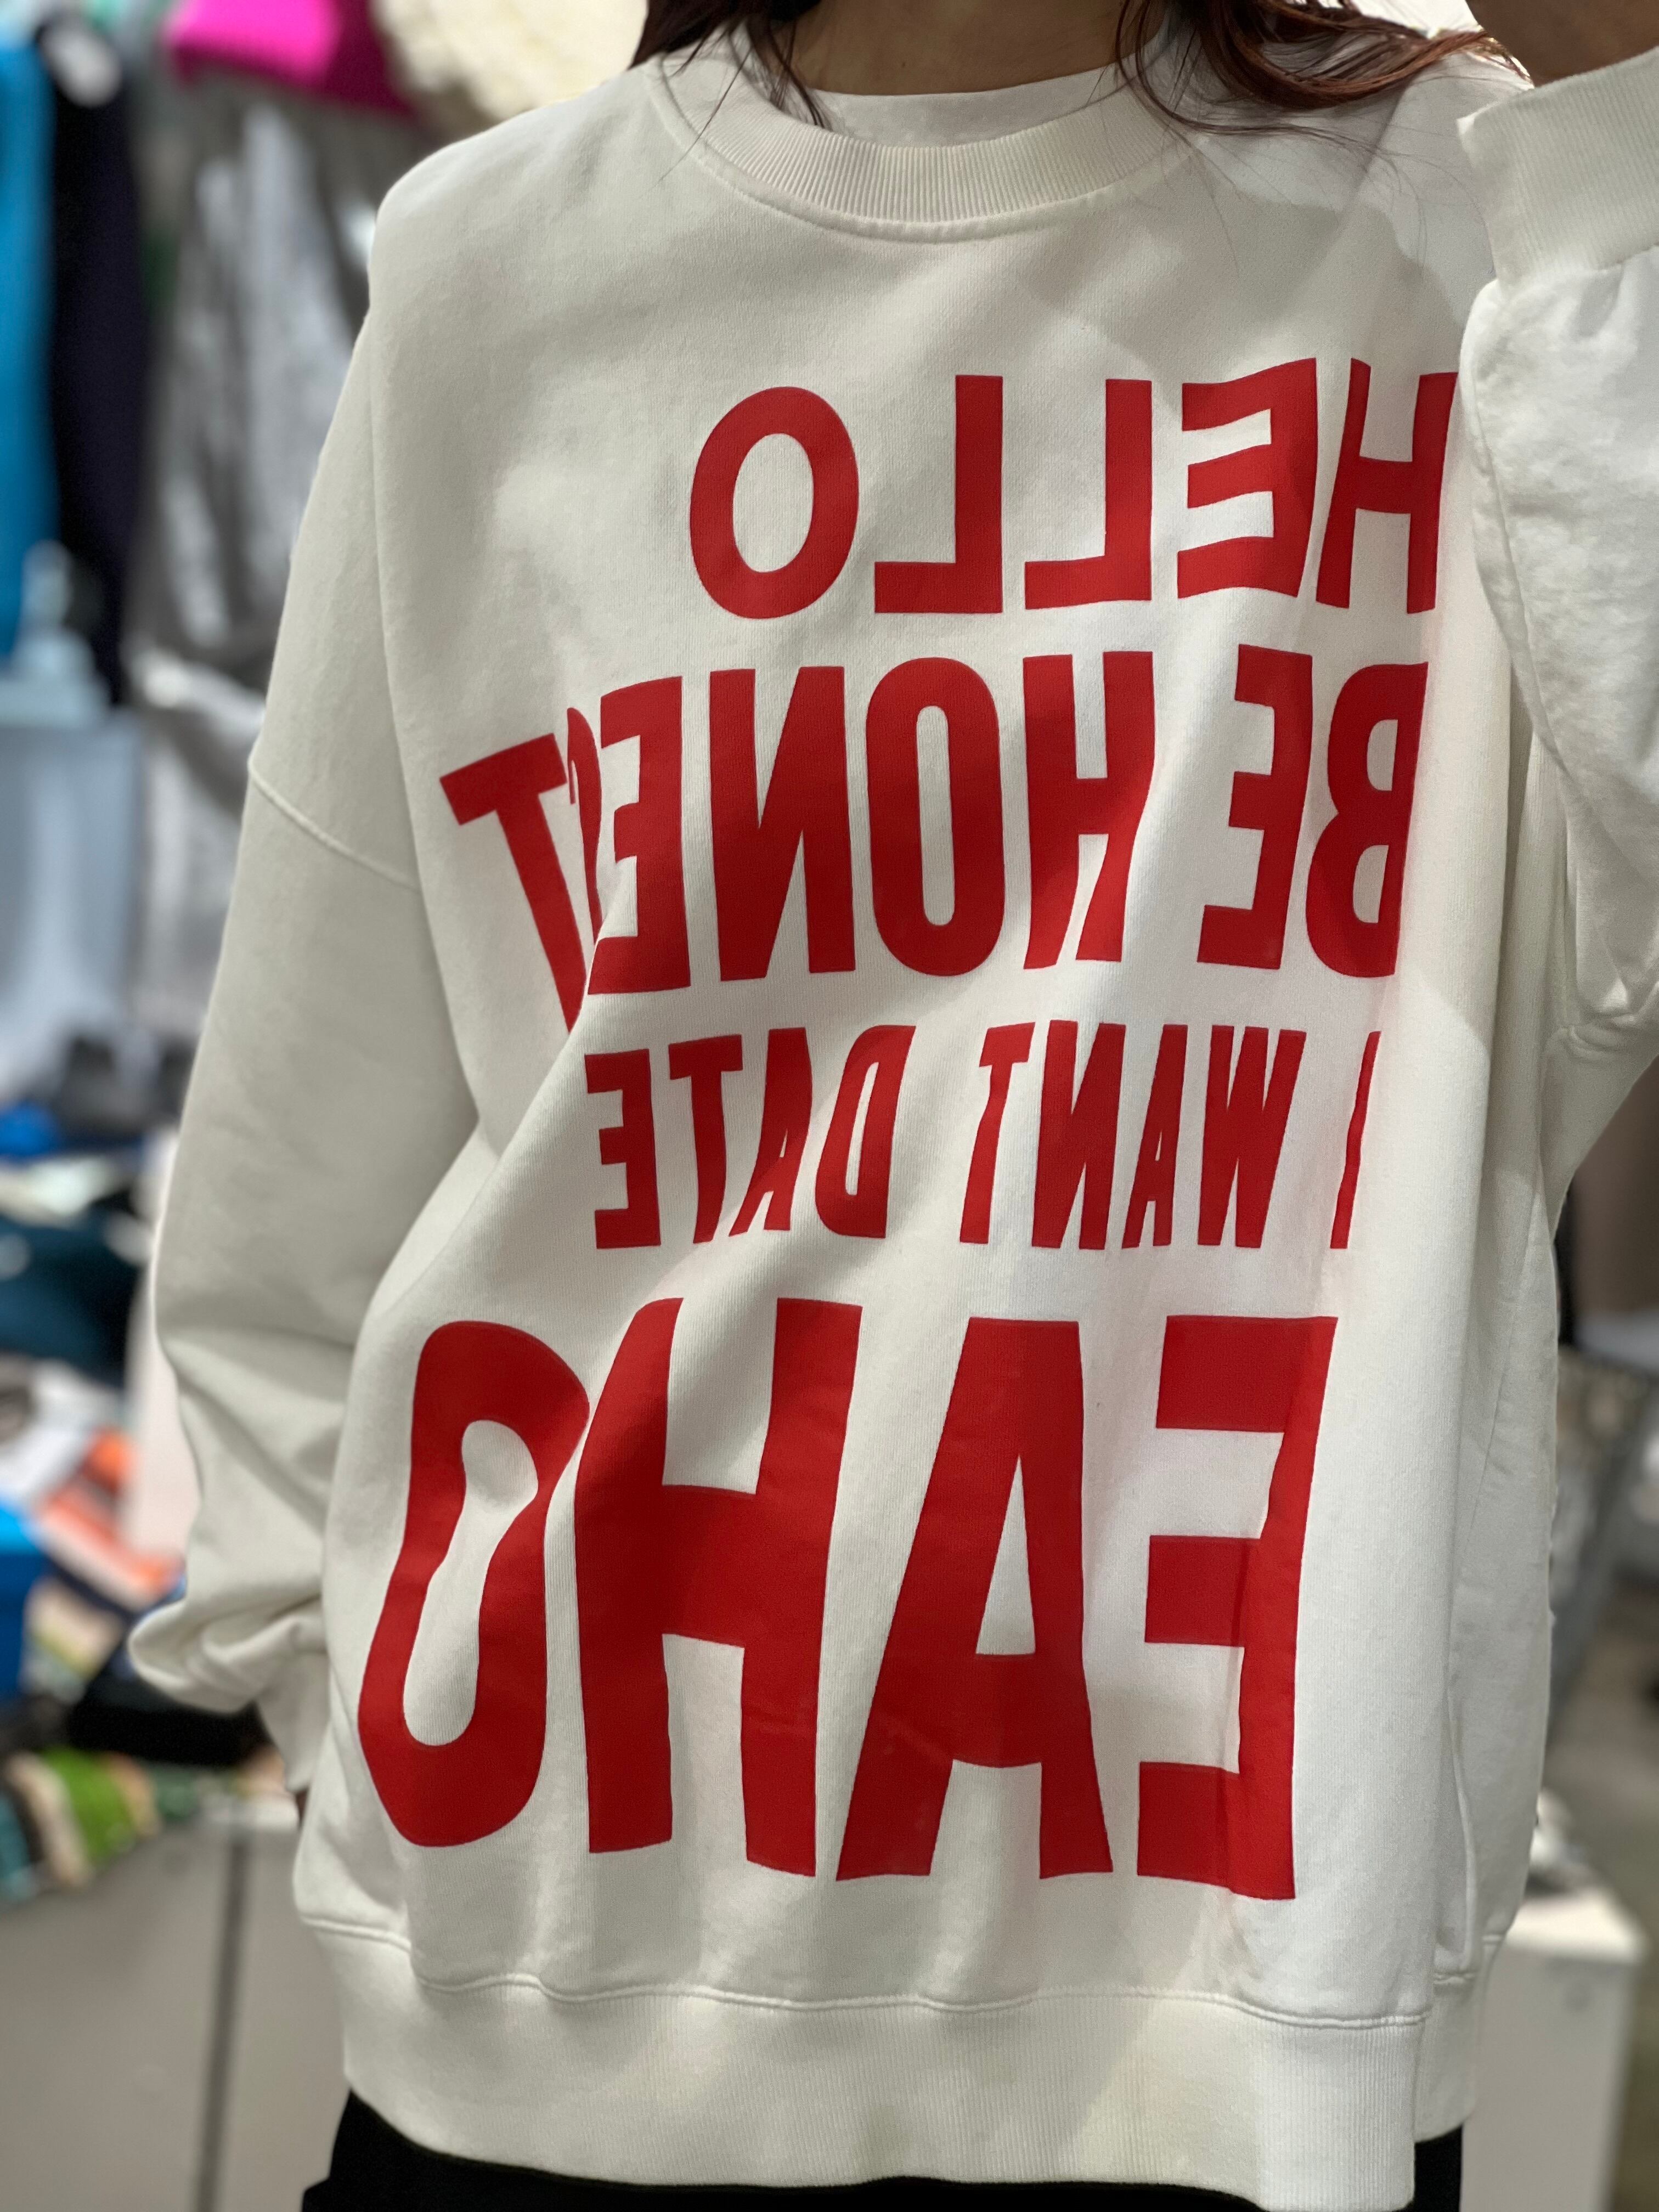 HELLO
BE HONEST
I WANT DATE
EAHO